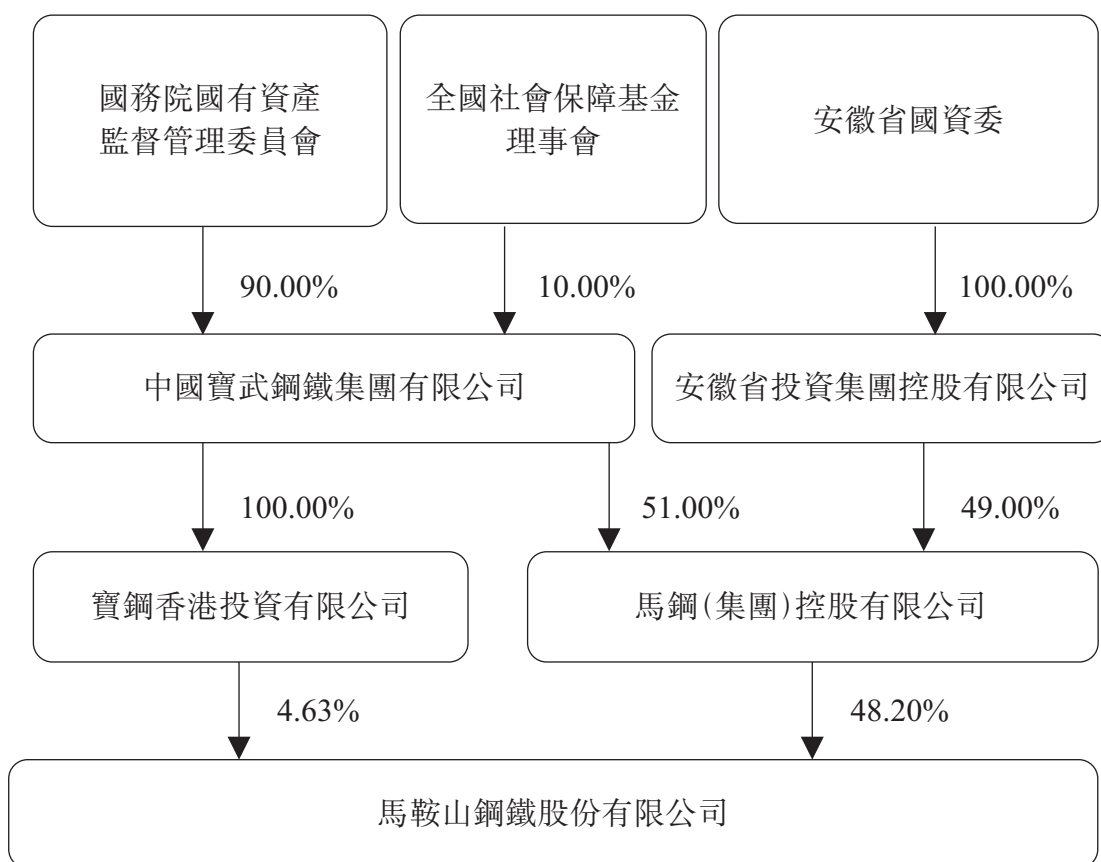 國務院國有資產
監督管理委員會
全國社會保障基金
理事會
安徽省國資委
90.00%
10.00%
100.00%
中國寶武鋼鐵集團有限公司
安徽省投資集團控股有限公司
100.00%
51.00%
49.00%
寶鋼香港投資有限公司
馬鋼(集團)控股有限公司
4.63%
48.20%
馬鞍山鋼鐵股份有限公司